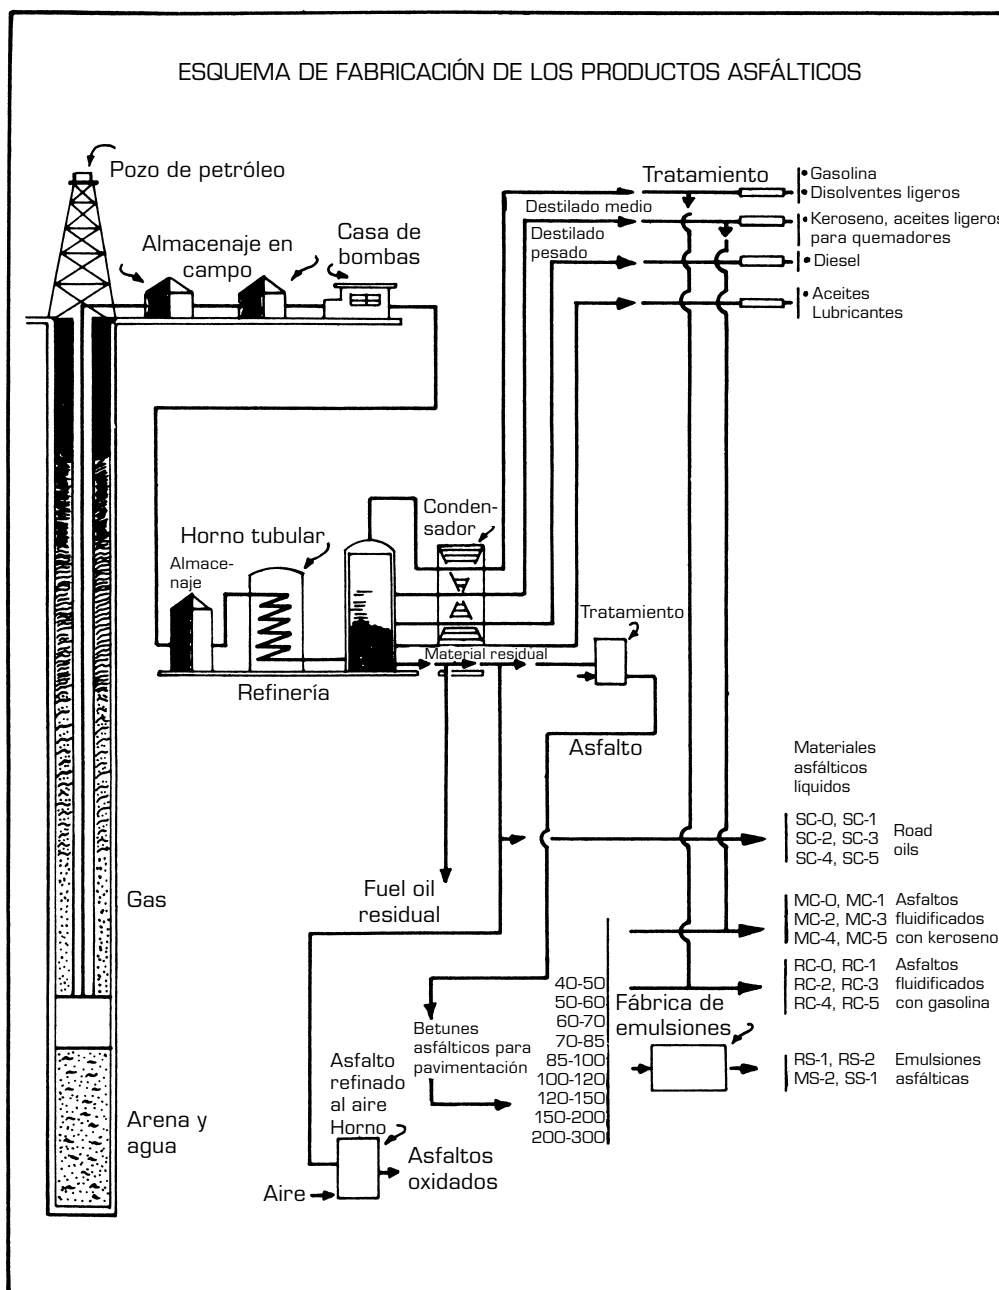 ESQUEMA DE FABRICACIÓN DE LOS PRODUCTOS ASFÁLTICOS
Pozo de petróleo
Almacenaje en
campo
Casa de
bombas
Tratamiento
Destilado medio
Destilado
pesado
• Gasolina
• Disolventes ligeros
• Keroseno, aceites ligeros
para quemadores
• Diesel
• Aceites
Lubricantes
Conden-
sador
Horno tubular
Almace-
naje
Refinería
Material residual
Tratamiento
Asfalto
Fuel oil
residual
Gas
Arena y
agua
Materiales
asfálticos
líquidos
SC-0, SC-1
SC-2, SC-3
SC-4, SC-5
Road
oils
MC-0, MC-1 Asfaltos
MC-2, MC-3 fluidificados
MC-4, MC-5 con keroseno
RC-0, RC-1 Asfaltos
RC-2, RC-3 fluidificados
RC-4, RC-5 con gasolina
Fábrica de
emulsiones
RS-1, RS-2 Emulsiones
MS-2, SS-1 asfálticas
40-50
50-60
60-70
70-85
85-100
100-120
120-150
150-200
200-300
Betunes
asfálticos para
pavimentación
Asfalto
refinado
al aire
Horno
Asfaltos
oxidados
Aire